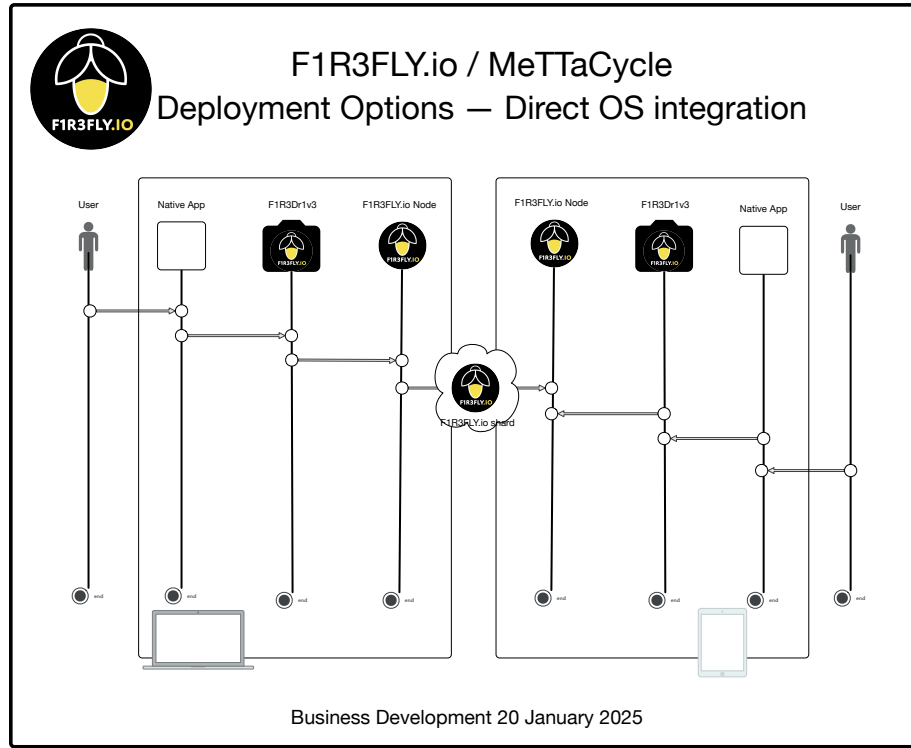 F1R3FLY.io / MeTTaCycle
Deployment Options — Direct OS integration
F1R3FLY.IO
User
Native App
F1R3Dr1v3
F1R3FLY.io Node
F1R3FLY.io Node
F1R3Dr1v3
Native App
User
F1R3FLY.IO
F1R3FLY.IO
F1R3FLY.IO
F1R3FLY.IO
F1R3FLY.IO
F1R3FLY.io shard
end
end
end
end
end
end
end
end
Business Development 20 January 2025